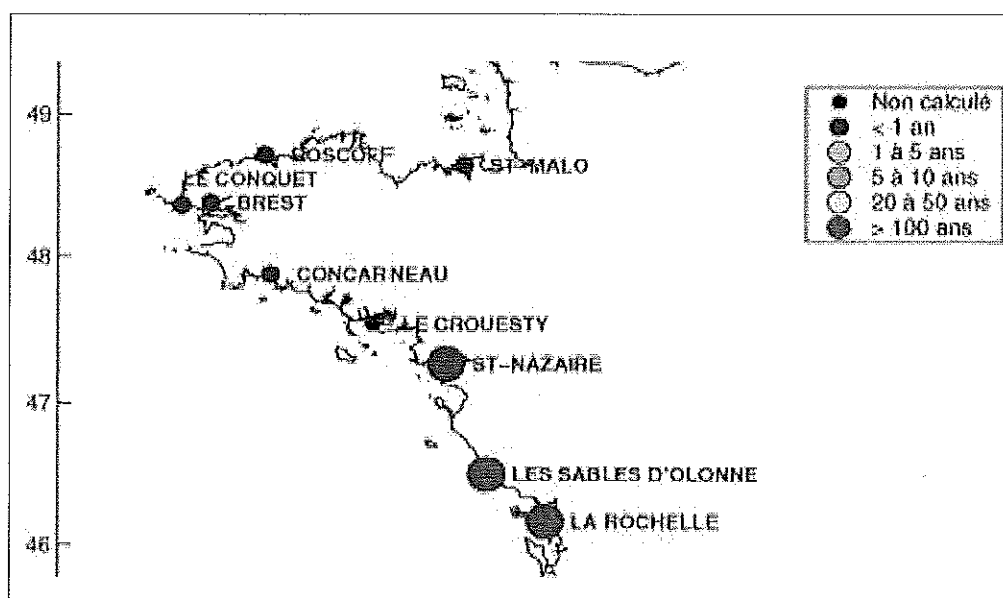 49
48
47
46
Non calculé
< 1 an
1 à 5 ans
5 à 10 ans
20 à 50 ans
> 100 ans
ROSCOFF
ST-MALO
LE CONQUET
BREST
CONCARNEAU
LE CROUESTY
ST-NAZAIRE
LES SABLES D'OLONNE
LA ROCHELLE